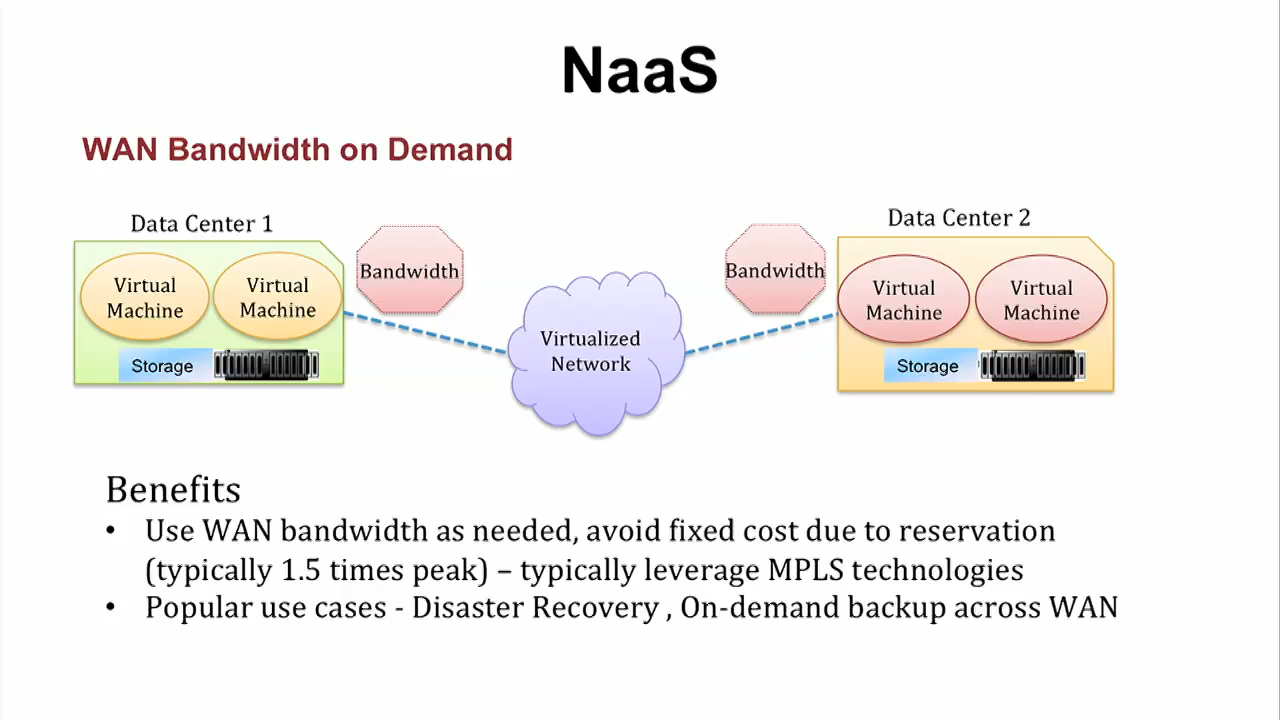 NaaS
WAN Bandwidth on Demand
Data Center 1
Data Center 2
Virtual
Machine
Virtual
Machine
Storage
Bandwidth
Virtualized
Network
Bandwidth
Virtual
Machine
Virtual
Machine
Storage
Benefits
• Use WAN bandwidth as needed, avoid fixed cost due to reservation
(typically 1.5 times peak) – typically leverage MPLS technologies
• Popular use cases - Disaster Recovery , On-demand backup across WAN